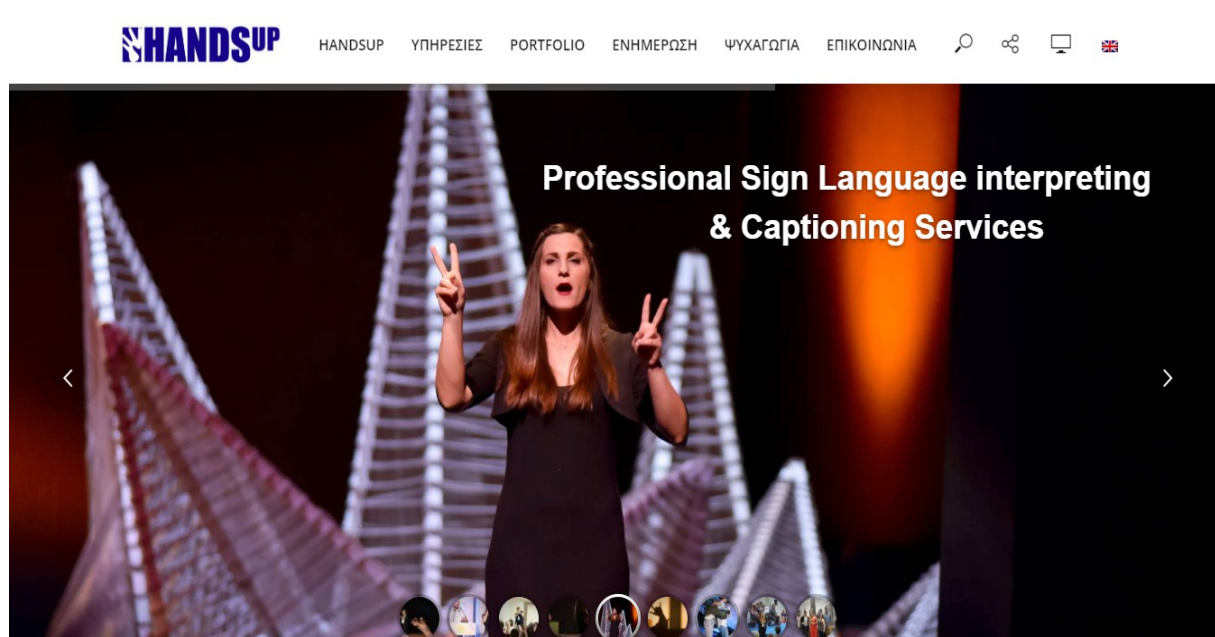 HANDSUP
HANDSUP ΥΠΗΡΕΣΙΕΣ PORTFOLIO ΕΝΗΜΕΡΩΣΗ ΨΥΧΑΓΩΓΙΑ ΕΠΙΚΟΙΝΩΝΙΑ
Professional Sign Language interpreting
& Captioning Services